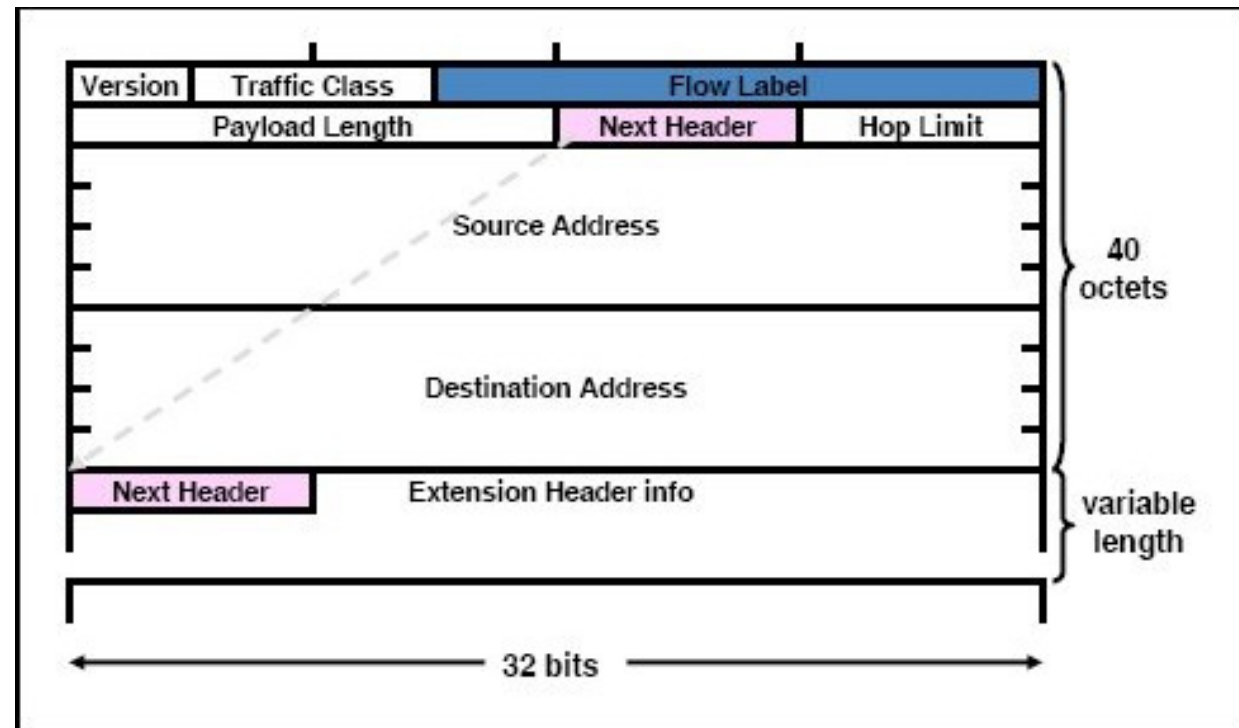 Version Traffic Class Flow Label
Payload Length Next Header Hop Limit
Source Address
40
octets
Destination Address
Next Header Extension Header info
variable
length
32 bits